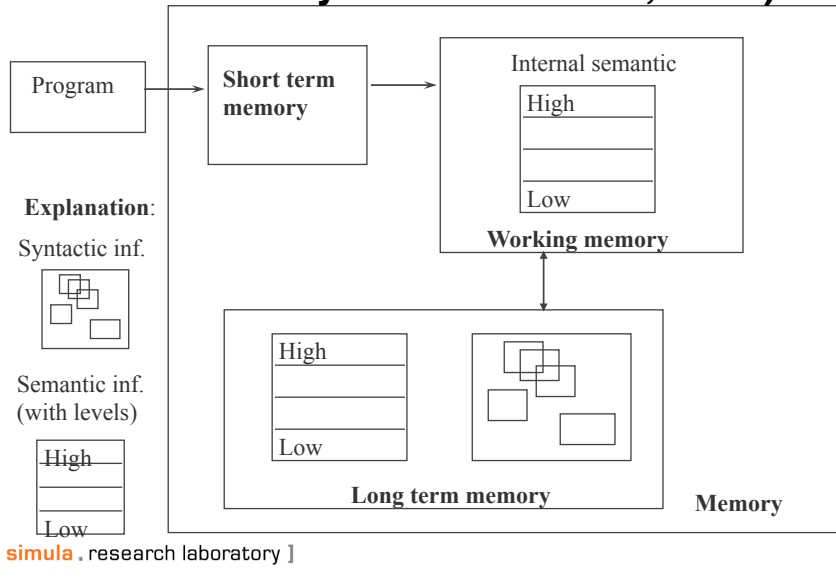 Program
Short term
memory
Internal semantic
High
Low
Working memory
Explanation:
Syntactic inf.
Semantic inf.
(with levels)
High
Low
High
Low
Long term memory
Memory
simula . research laboratory ]